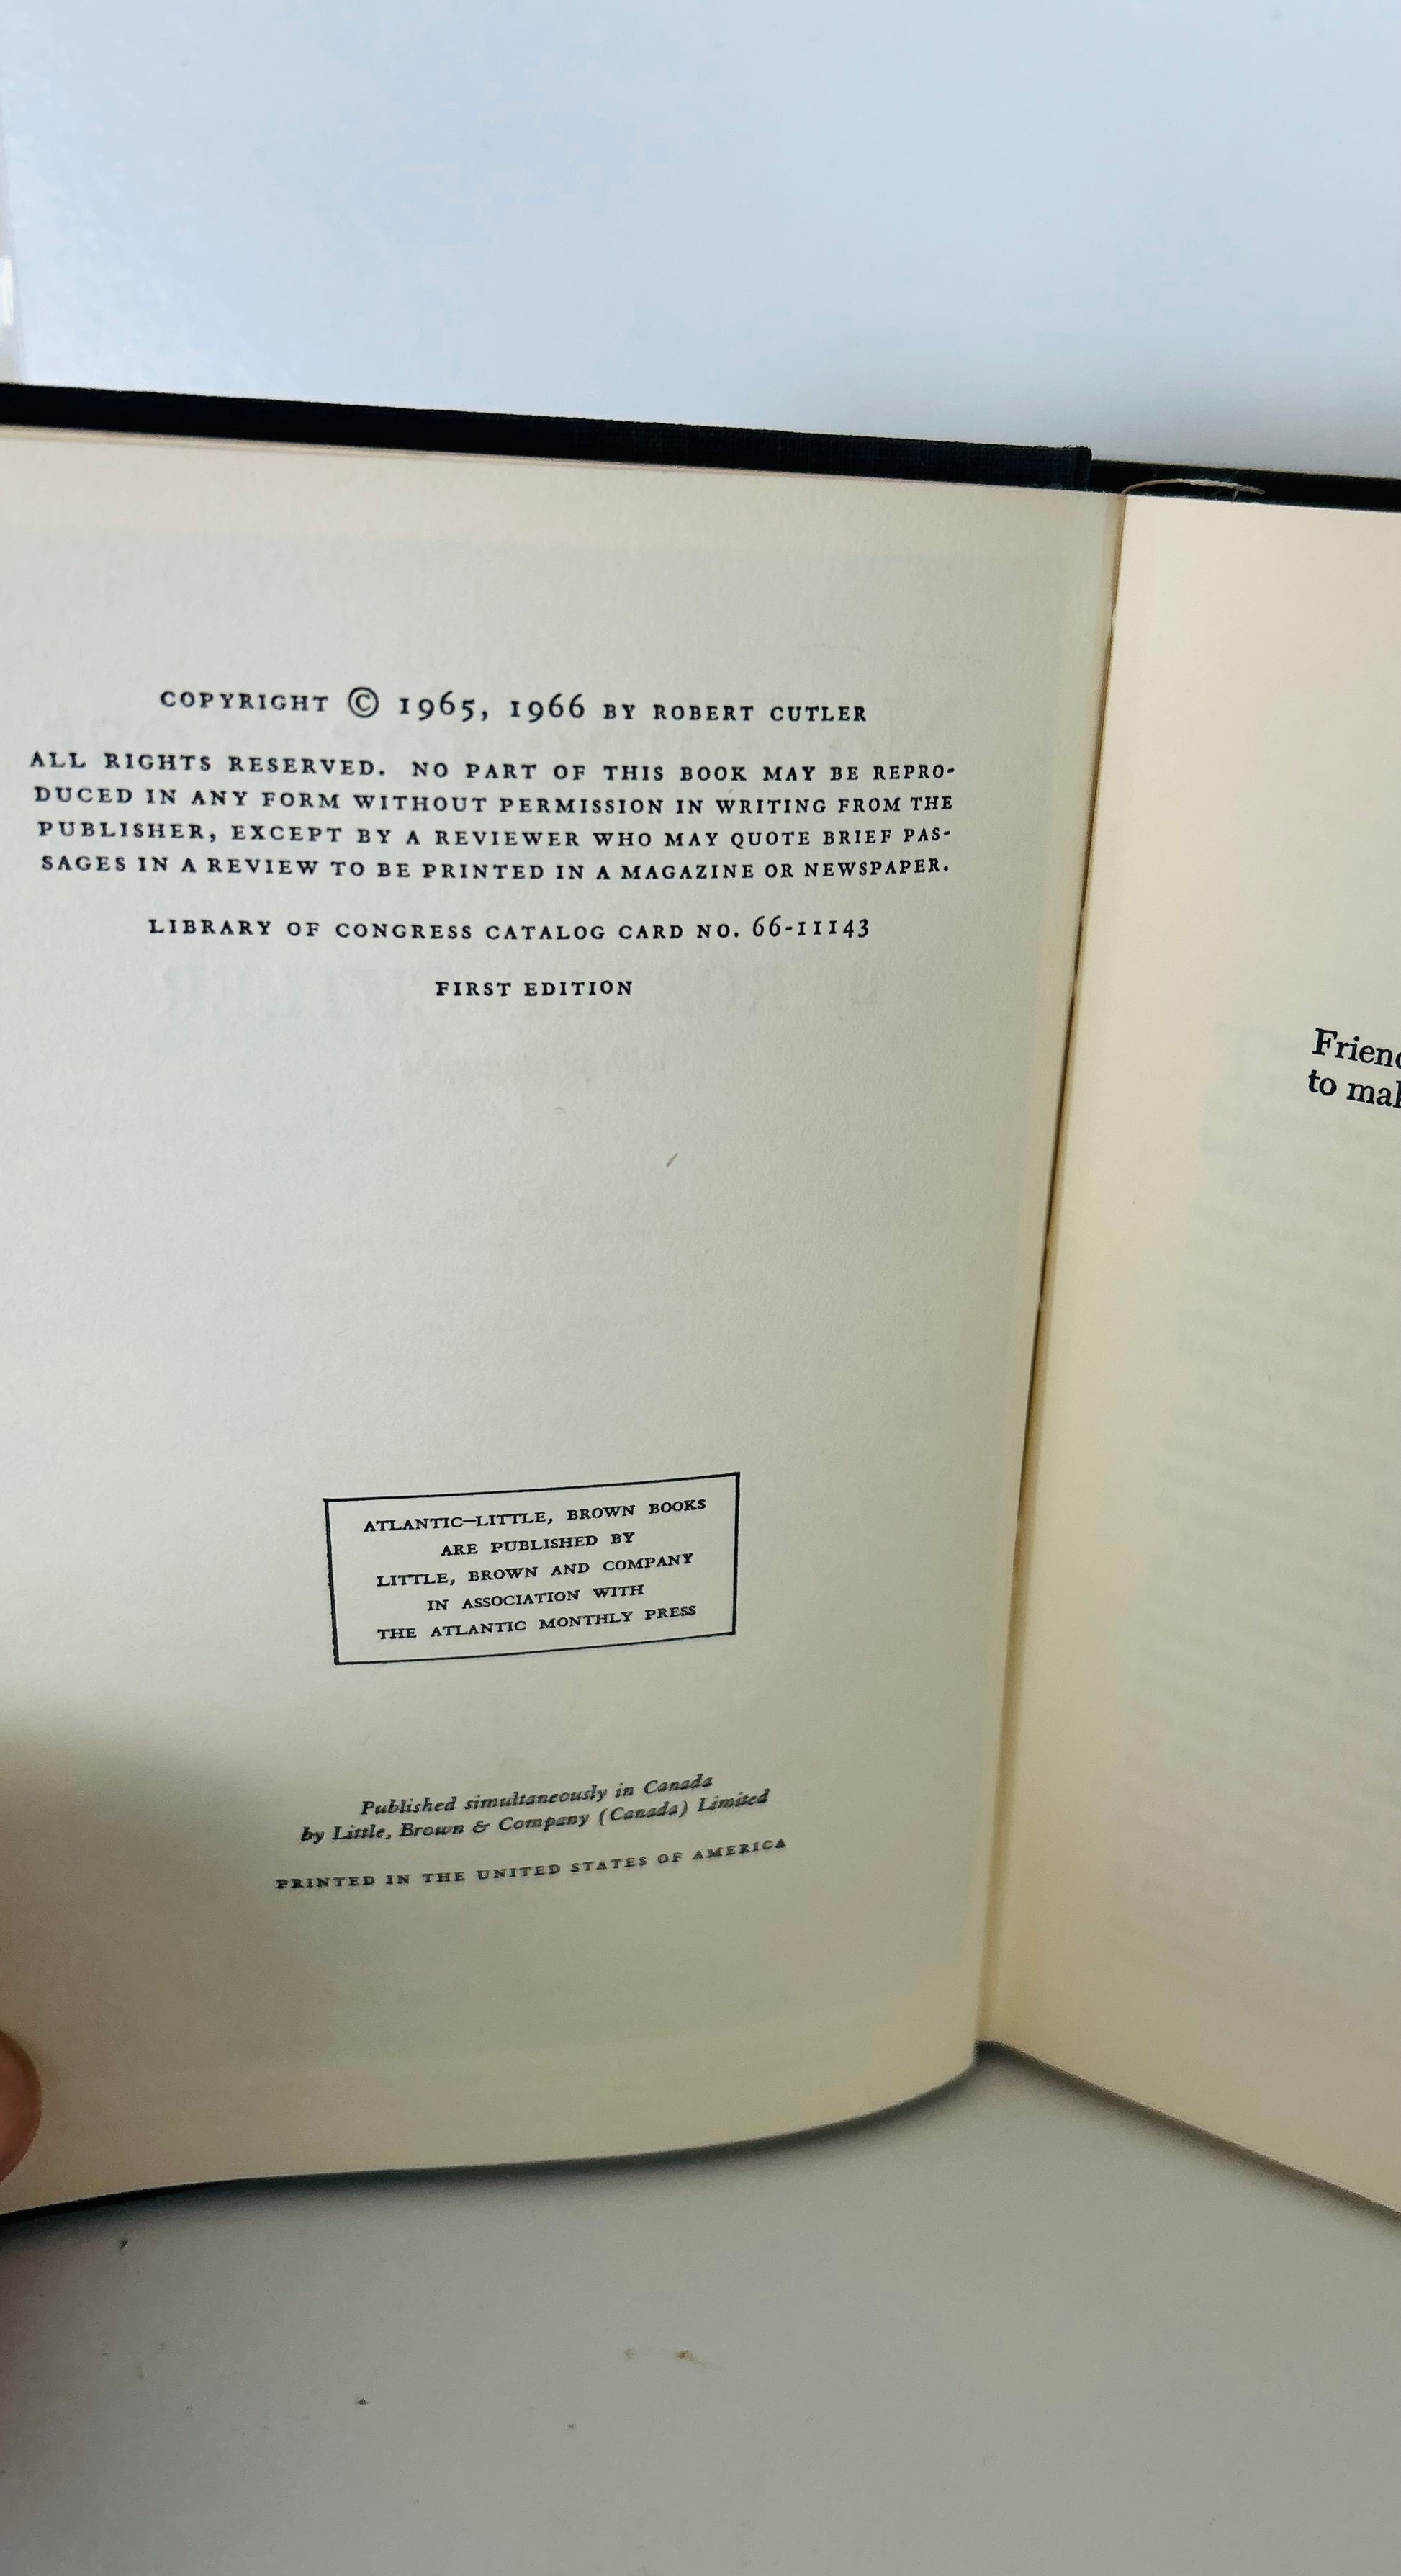 COPYRIGHT © 1965, 1966 BY ROBERT CUTLER
ALL RIGHTS RESERVED. NO PART OF THIS BOOK MAY BE REPRO-
DUCED IN ANY FORM WITHOUT PERMISSION IN WRITING FROM THE
PUBLISHER, EXCEPT BY A REVIEWER WHO MAY QUOTE BRIEF PAS-
SAGES IN A REVIEW TO BE PRINTED IN A MAGAZINE OR NEWSPAPER.
LIBRARY OF CONGRESS CATALOG CARD NO. 66-11143
FIRST EDITION
ATLANTIC—LITTLE, BROWN BOOKS
ARE PUBLISHED BY
LITTLE, BROWN AND COMPANY
IN ASSOCIATION WITH
THE ATLANTIC MONTHLY PRESS
Published simultaneously in Canada
by Little, Brown & Company (Canada) Limited
PRINTED IN THE UNITED STATES OF AMERICA
to